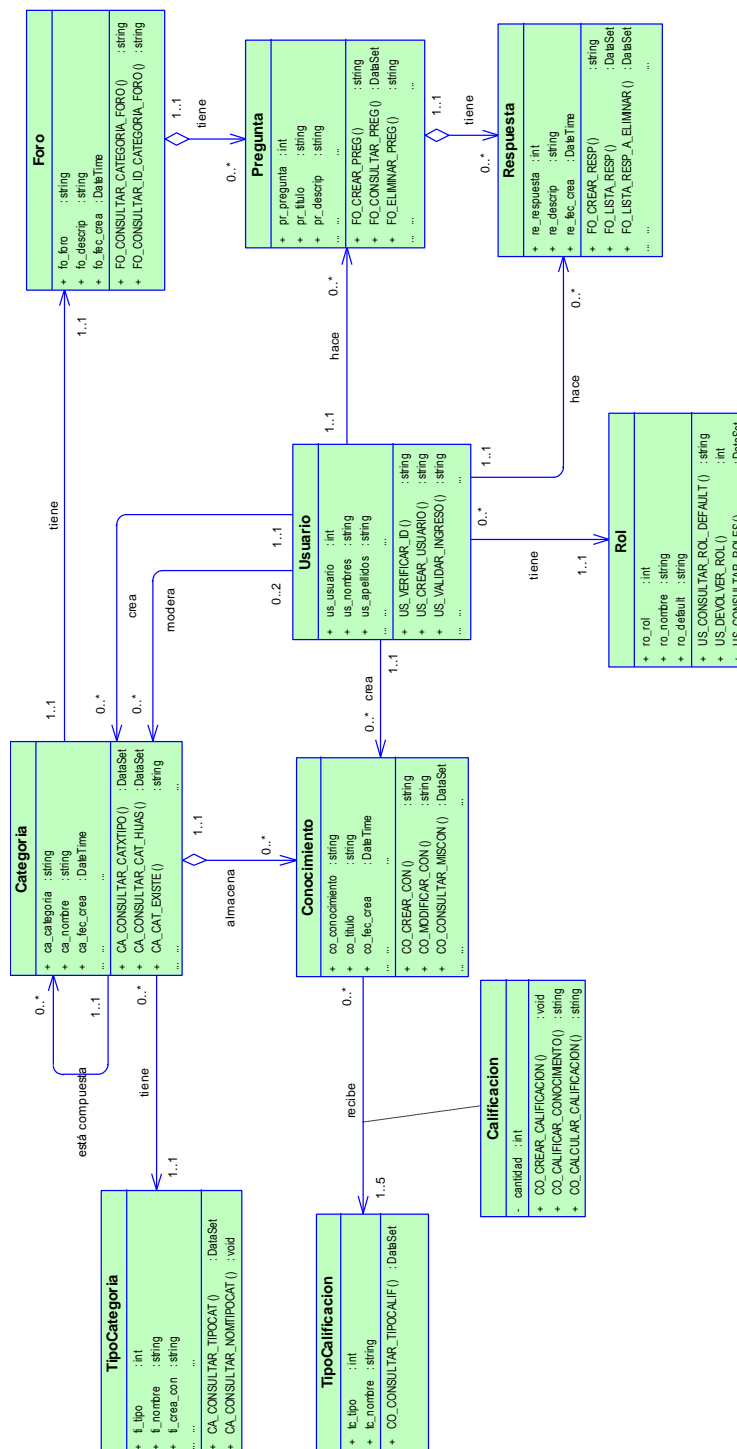 Foro
+ fo_foro : string
+ fo_descrip : string
+ fo_fec_crea : DateTime
... ...
+ FO_CONSULTAR_CATEGORIA_FORO () : string
+ FO_CONSULTAR_ID_CATEGORIA_FORO () : string
1..1
tiene
0..*
Pregunta
+ pr_pregunta : int
+ pr_titulo : string
+ pr_descrip : string
... ... ...
+ FO_CREAR_PREG () : string
+ FO_CONSULTAR_PREG () : DataSet
+ FO_ELIMINAR_PREG () : string
... ... ...
1..1
tiene
0..*
Respuesta
+ re_respuesta : int
+ re_descrip : string
+ re_fec_crea : DateTime
... ...
+ FO_CREAR_RESP () : string
+ FO_LISTA_RESP () : DataSet
+ FO_LISTA_RESP_A_ELIMINAR () : DataSet
... ... ...
1..1
tiene
1..1
hace
1..1
0..*
hace
1..1
0..*
Usuario
+ us_usuario : int
+ us_nombres : string
+ us_apellidos : string
... ... ...
+ US_VERIFICAR_ID () : string
+ US_CREAR_USUARIO () : string
+ US_VALIDAR_INGRESO () : string
... ... ...
crea
1..1
0..*
modera
0..2
0..*
0..*
tiene
1..1
Rol
+ ro_rol : int
+ ro_nombre : string
+ ro_default : string
+ US_CONSULTAR_ROL_DEFAULT () : string
+ US_DEVOLVER_ROL () : int
+ US_CONSULTAR_ROLES () : DataSet
crea
1..1
0..*
Categoria
+ ca_categoria : string
+ ca_nombre : string
+ ca_fec_crea : DateTime
... ... ...
+ CA_CONSULTAR_CATXTIPO () : DataSet
+ CA_CONSULTAR_CAT_HIJAS () : DataSet
+ CA_CAT_EXISTE () : string
... ... ...
0..*
1..1
está compuesta
1..1
almacena
0..*
Conocimiento
+ co_conocimiento : string
+ co_titulo : string
+ co_fec_crea : DateTime
... ...
+ CO_CREAR_CON () : string
+ CO_MODIFICAR_CON () : string
+ CO_CONSULTAR_MISCON () : DataSet
... ... ...
0..*
tiene
1..1
TipoCategoria
+ ti_tipo : int
+ ti_nombre : string
+ ti_crea_con : string
... ... ...
+ CA_CONSULTAR_TIPOCAT () : DataSet
+ CA_CONSULTAR_NOMTIPOCAT () : void
0..*
recibe
1..5
TipoCalificacion
+ tc_tipo : int
+ tc_nombre : string
+ CO_CONSULTAR_TIPOCALIF () : DataSet
Calificacion
- cantidad : int
+ CO_CREAR_CALIFICACION () : void
+ CO_CALIFICAR_CONOCIMIENTO () : string
+ CO_CALCULAR_CALIFICACION () : string